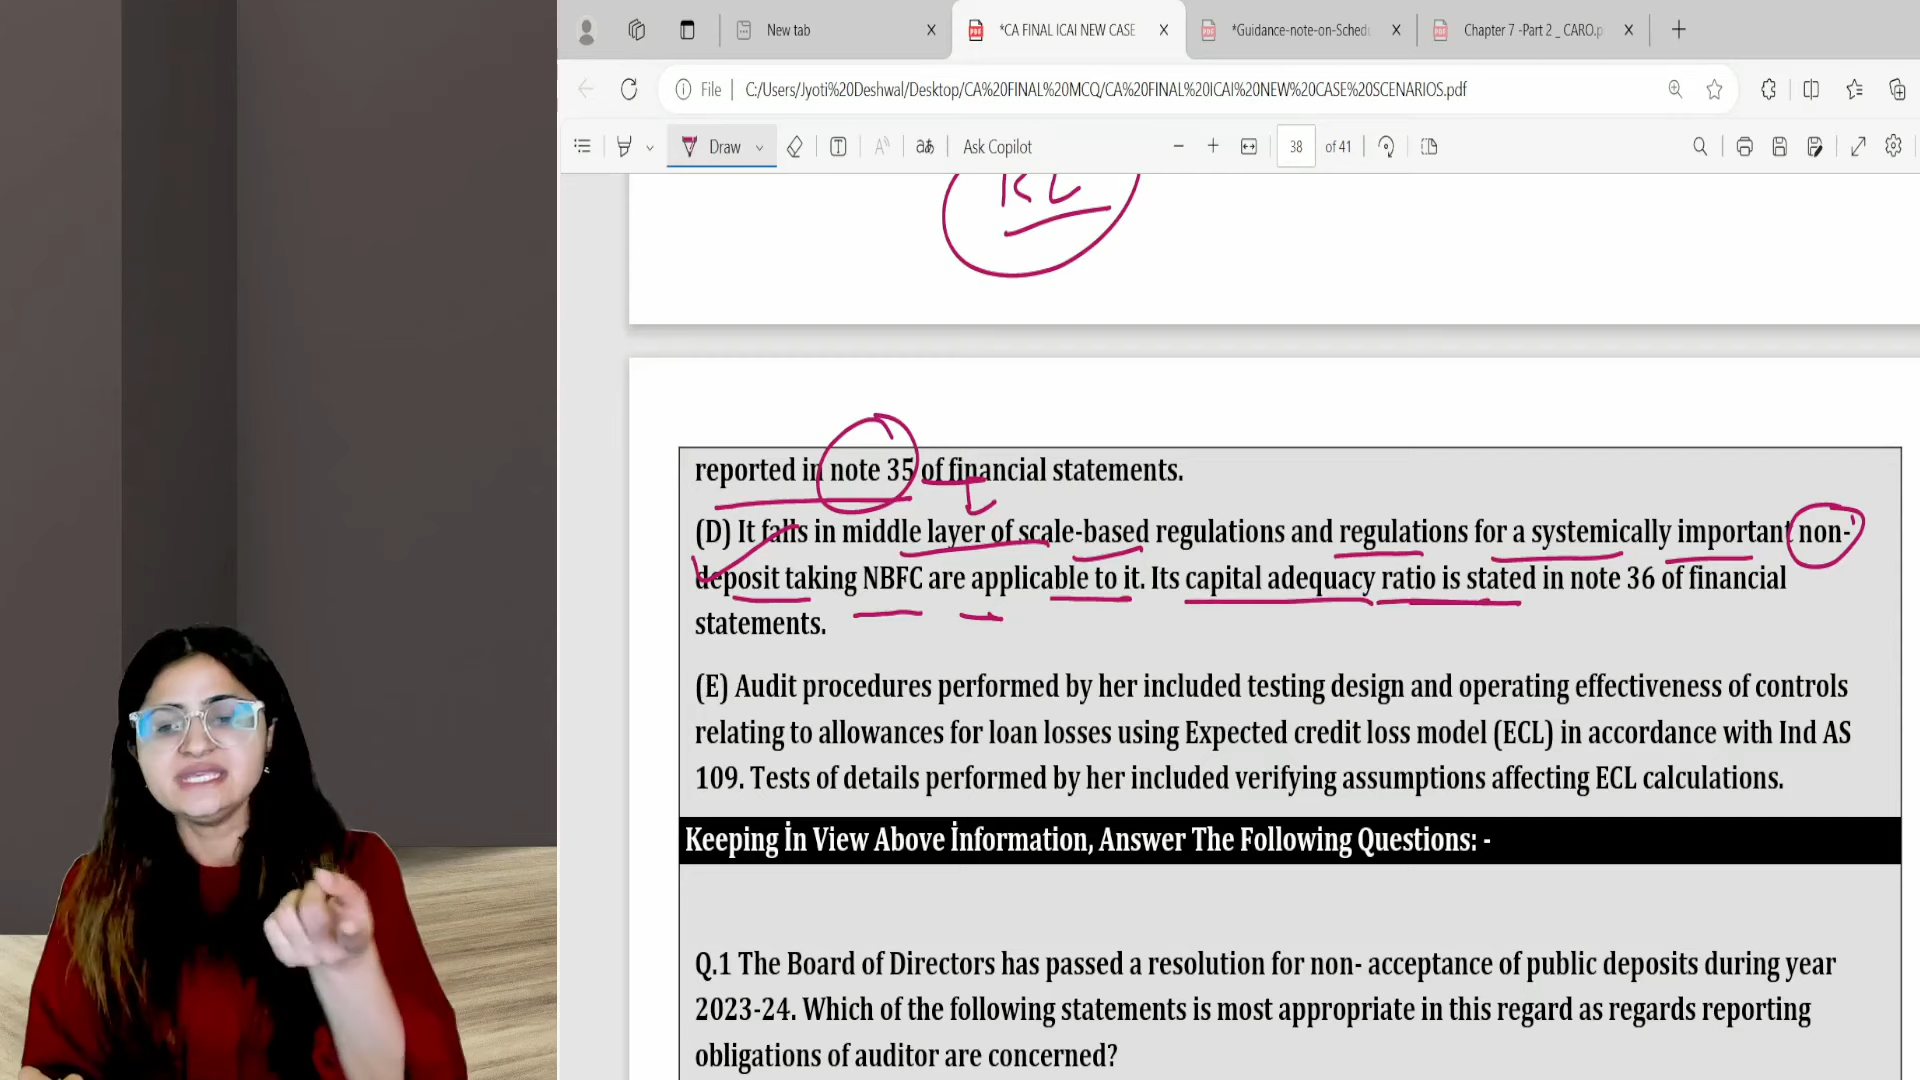 New tab
*CA FINAL ICAI NEW CASE
*Guidance-note-on-Schedu
Chapter 7 -Part 2 _ CARO.p
File
C:/Users/Jyoti%20Deshwal/Desktop/CA%20FINAL%20MCQ/CA%20FINAL%20ICAI%20NEW%20CASE%20SCENARIOS.pdf
Draw
Ask Copilot
38
of 41
reported in note 35 of financial statements.
(D) It falls in middle layer of scale-based regulations and regulations for a systemically important non-
deposit taking NBFC are applicable to it. Its capital adequacy ratio is stated in note 36 of financial
statements.
(E) Audit procedures performed by her included testing design and operating effectiveness of controls
relating to allowances for loan losses using Expected credit loss model (ECL) in accordance with Ind AS
109. Tests of details performed by her included verifying assumptions affecting ECL calculations.
Keeping İn View Above İnformation, Answer The Following Questions: -
Q.1 The Board of Directors has passed a resolution for non- acceptance of public deposits during year
2023-24. Which of the following statements is most appropriate in this regard as regards reporting
obligations of auditor are concerned?